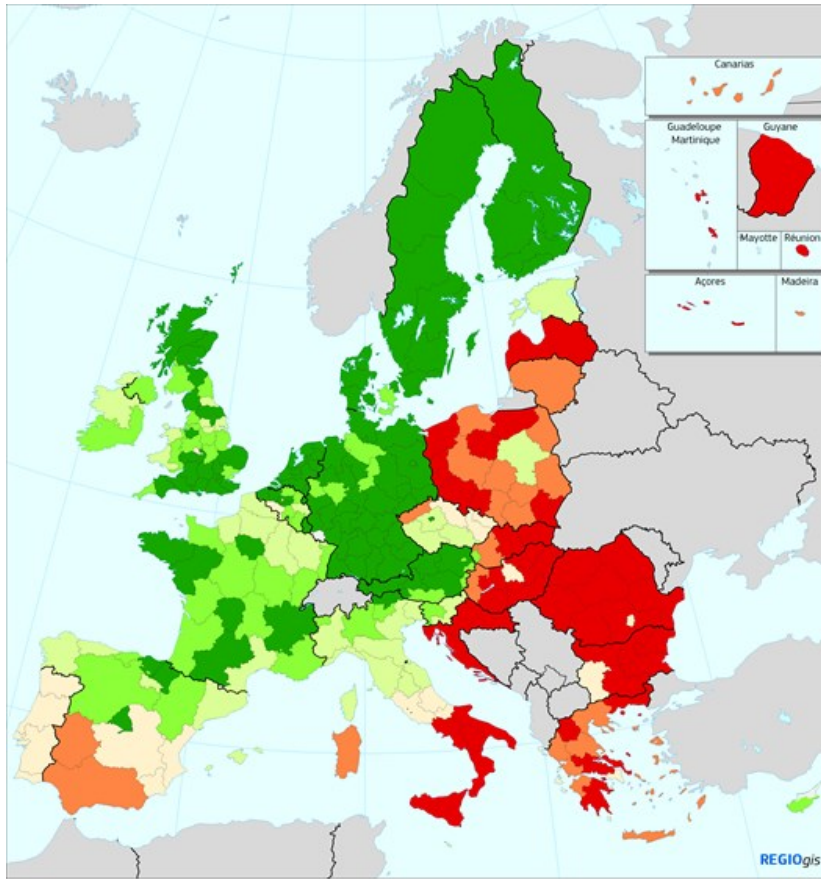 Canarias
Guadeloupe
Martinique
Guyane
Mayotte
Réunion
Açores
Madeira
REGIOgis